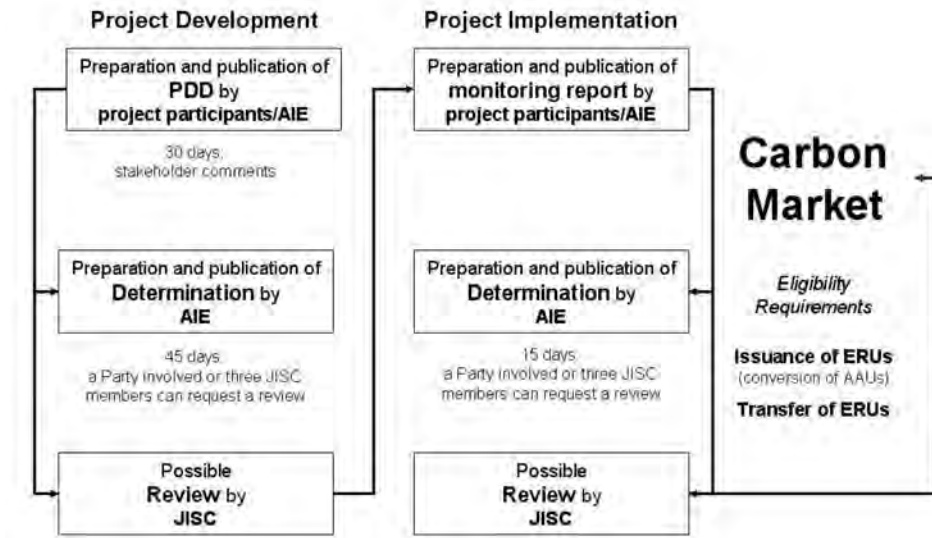 Project Development
Preparation and publication of
PDD by
project participants/AIE
30 days:
stakeholder comments
Preparation and publication of
Determination by
AIE
45 days:
a Party involved or three JISC
members can request a review
Possible
Review by
JISC
Project Implementation
Preparation and publication of
monitoring report by
project participants/AIE
Preparation and publication of
Determination by
AIE
15 days:
a Party involved or three JISC
members can request a review
Possible
Review by
JISC
Carbon
Market
Eligibility
Requirements
Issuance of ERUs
(conversion of AAUs)
Transfer of ERUs